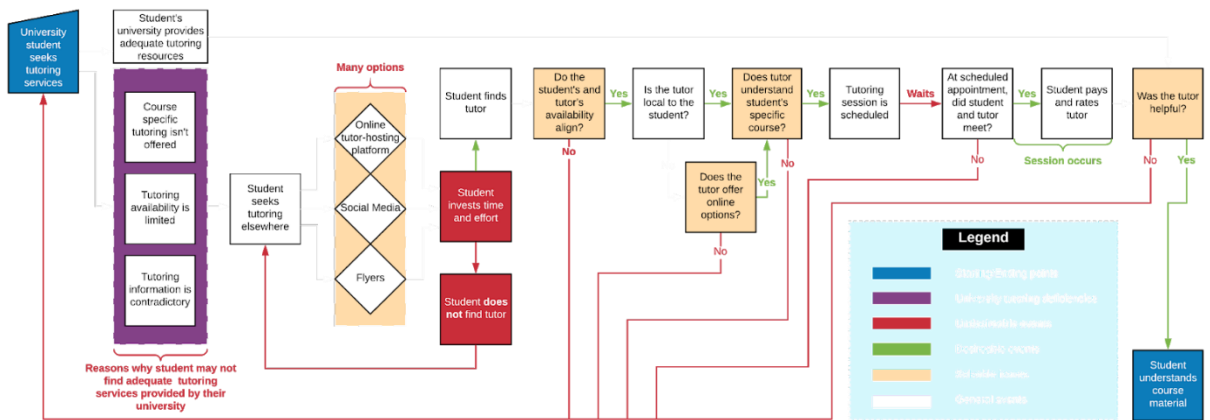 University
student
seeks
tutoring
services
Student's
university provides
adequate tutoring
resources
Course
specific
tutoring isn't
offered
Tutoring
availability is
limited
Tutoring
information is
contradictory
Reasons why student may not
find adequate tutoring
services provided by their
university
Student
seeks
tutoring
elsewhere
Many options
Online
tutor-hosting
platform
Social Media
Flyers
Student finds
tutor
Student
invests time
and effort
Student does
not find tutor
Do the
student's and
tutor's
availability
align?
Yes
No
Is the tutor
local to the
student?
Yes
Does the
tutor offer
online
options?
Yes
No
Does tutor
understand
student's
specific
course?
Yes
No
Tutoring
session is
scheduled
Waits
At scheduled
appointment,
did student
and tutor
meet?
Yes
No
Student pays
and rates
tutor
Session occurs
Was the tutor
helpful?
No
Yes
Student
understands
course
material
Legend
University tutoring deficiencies
General events